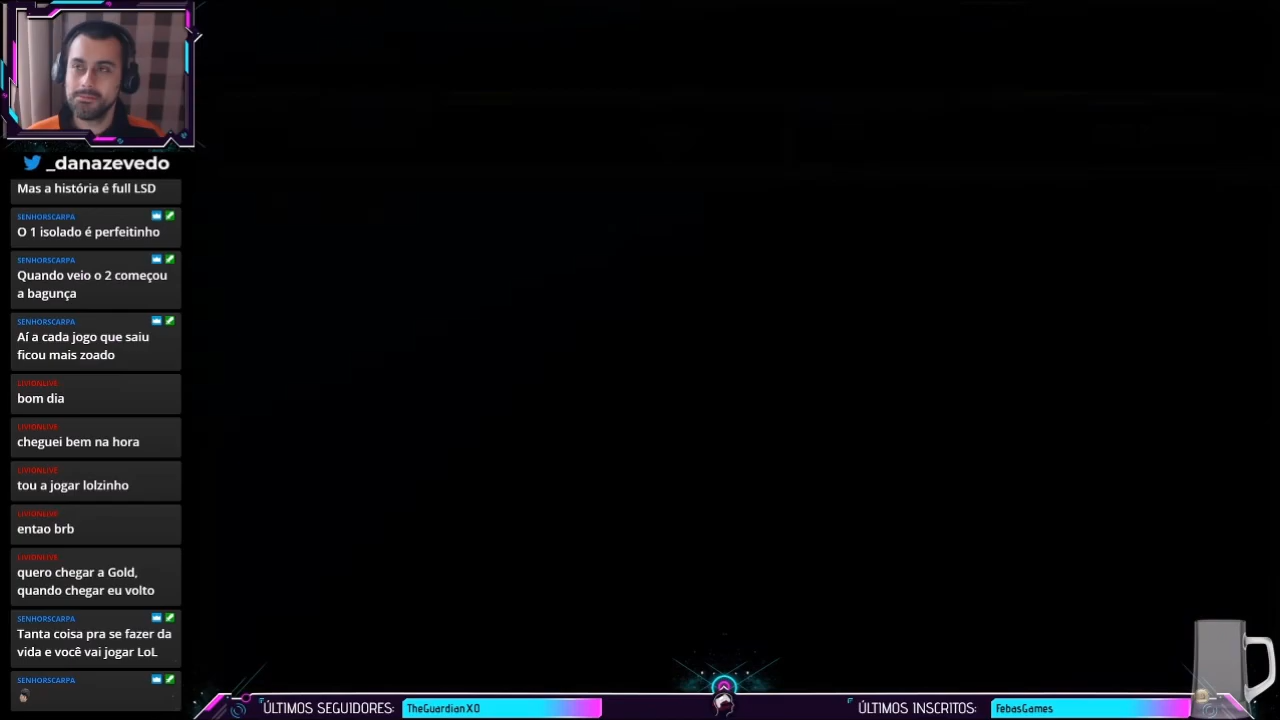 _danazevedo
Mas a história é full LSD
SENHORSCARPA
O 1 isolado é perfeitinho
SENHORSCARPA
Quando veio o 2 começou
a bagunça
SENHORSCARPA
Aí a cada jogo que saiu
ficou mais zoado
LIVIONLIVE
bom dia
LIVIONLIVE
cheguei bem na hora
LIVIONLIVE
tou a jogar lolzinho
LIVIONLIVE
entao brb
LIVIONLIVE
quero chegar a Gold,
quando chegar eu volto
SENHORSCARPA
Tanta coisa pra se fazer da
vida e você vai jogar LoL
SENHORSCARPA
ÚLTIMOS SEGUIDORES: TheGuardianXO
ÚLTIMOS INSCRITOS: FebasGames